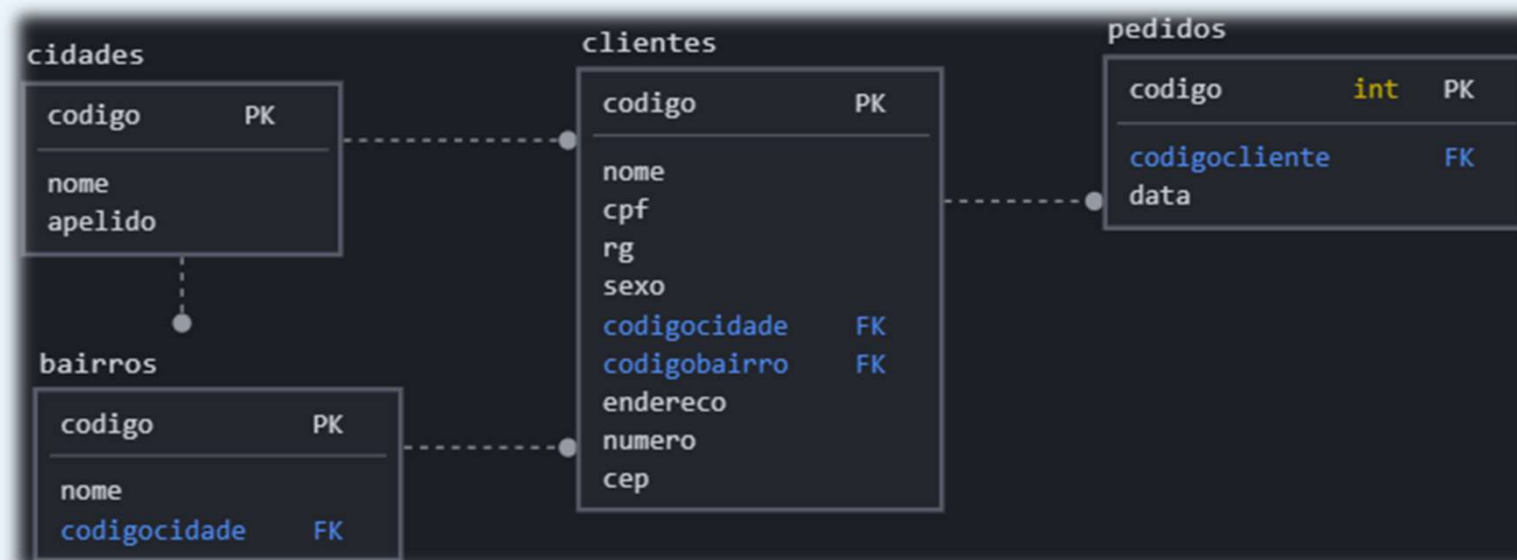 cidades
codigo PK
nome
apelido
bairros
codigo PK
nome
codigocidade FK
clientes
codigo PK
nome
cpf
rg
sexo
codigocidade FK
codigobairro FK
endereco
numero
cep
pedidos
codigo int PK
codigocliente FK
data